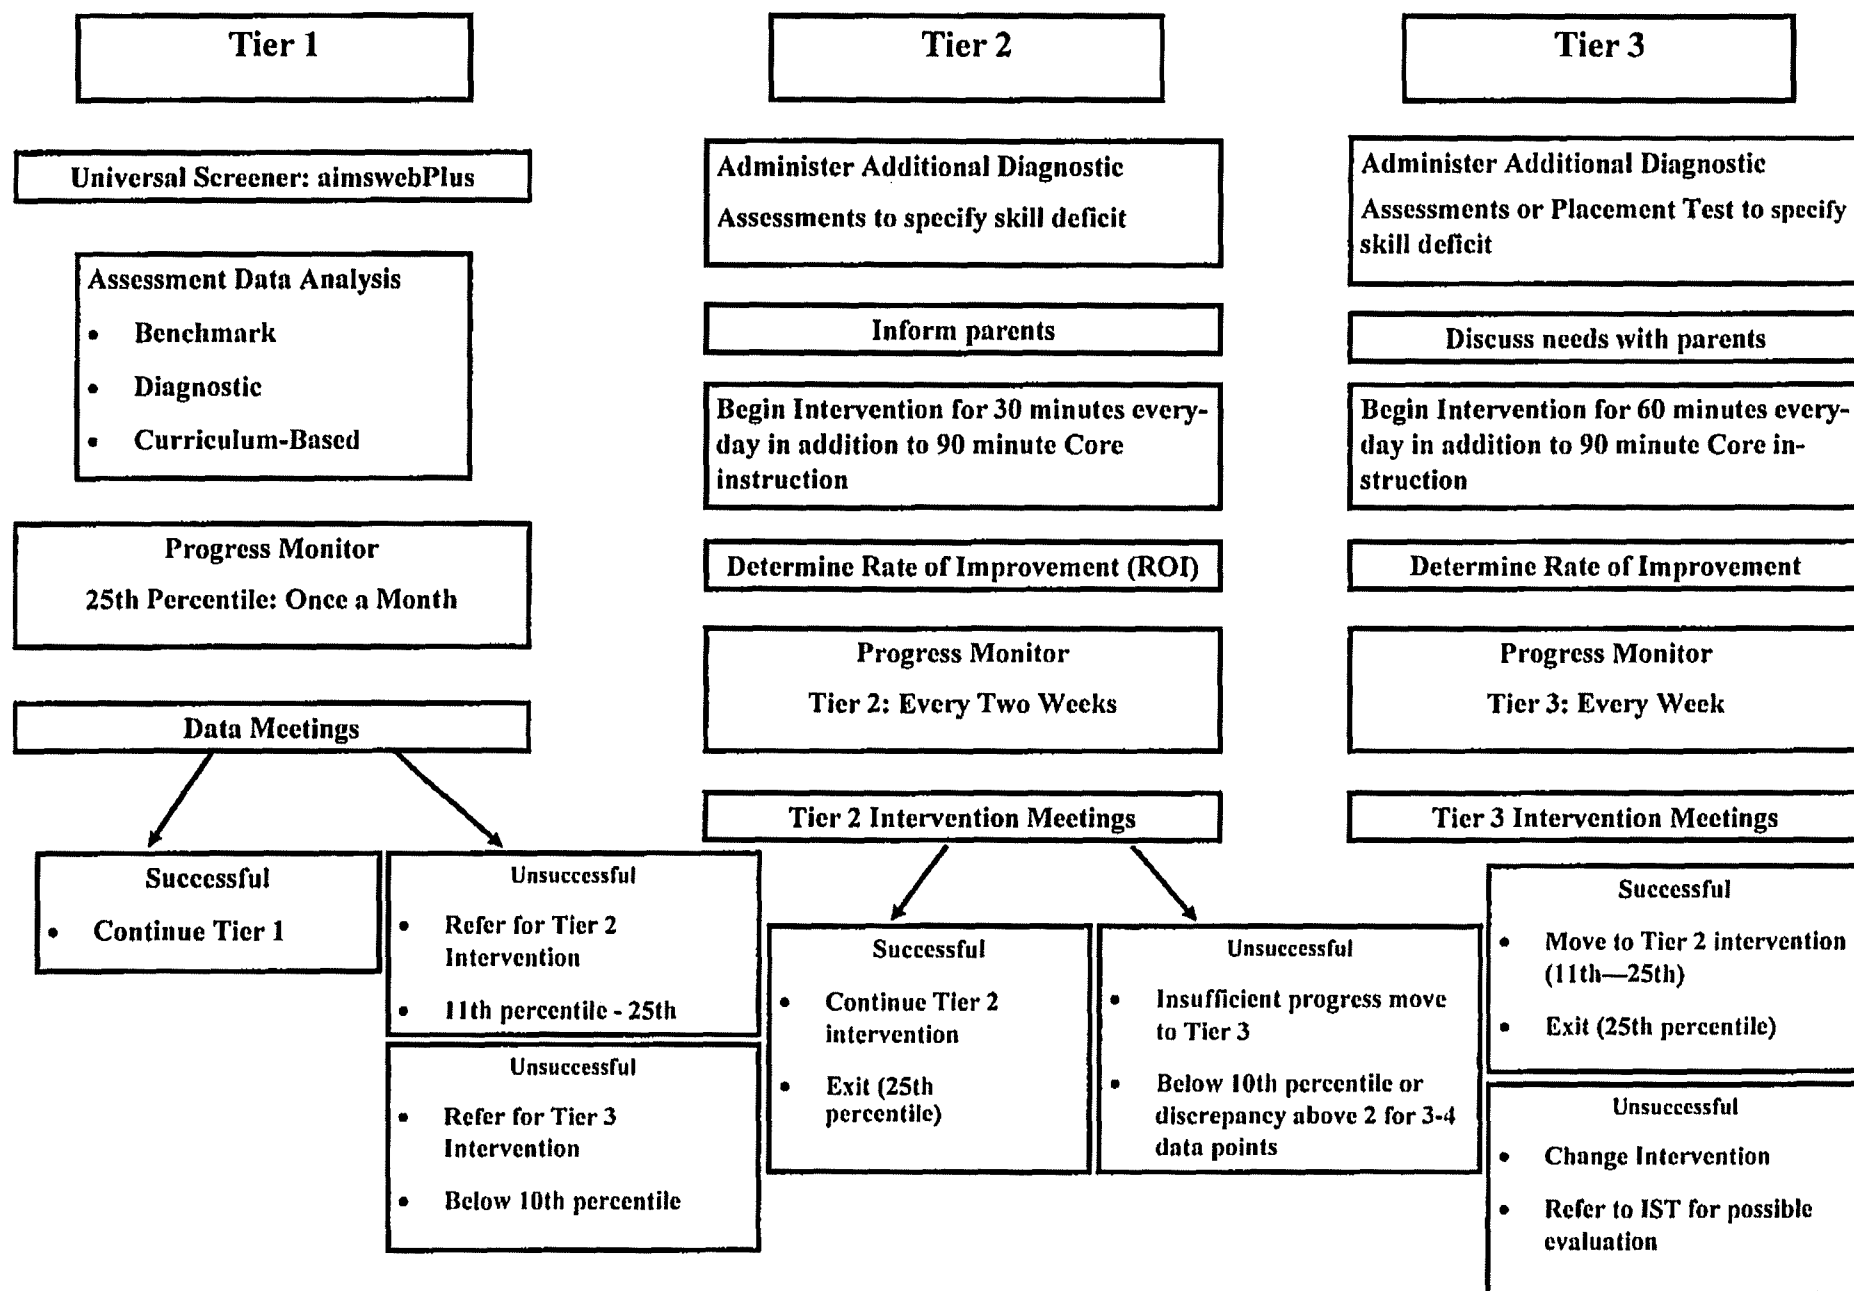 Tier 1
Universal Screener: aimswebPlus
Assessment Data Analysis
• Benchmark
• Diagnostic
• Curriculum-Based
Progress Monitor
25th Percentile: Once a Month
Data Meetings
Successful
• Continue Tier 1
Unsuccessful
• Refer for Tier 2
Intervention
• 11th percentile - 25th
Unsuccessful
• Refer for Tier 3
Intervention
• Below 10th percentile
Tier 2
Administer Additional Diagnostic
Assessments to specify skill deficit
Inform parents
Begin Intervention for 30 minutes every-
day in addition to 90 minute Core
instruction
Determine Rate of Improvement (ROI)
Progress Monitor
Tier 2: Every Two Weeks
Tier 2 Intervention Meetings
Successful
• Continue Tier 2
intervention
• Exit (25th
percentile)
Unsuccessful
• Insufficient progress move
to Tier 3
• Below 10th percentile or
discrepancy above 2 for 3-4
data points
Tier 3
Administer Additional Diagnostic
Assessments or Placement Test to specify
skill deficit
Discuss needs with parents
Begin Intervention for 60 minutes every-
day in addition to 90 minute Core in-
struction
Determine Rate of Improvement
Progress Monitor
Tier 3: Every Week
Tier 3 Intervention Meetings
Successful
• Move to Tier 2 intervention
(11th—25th)
• Exit (25th percentile)
Unsuccessful
• Change Intervention
• Refer to IST for possible
evaluation